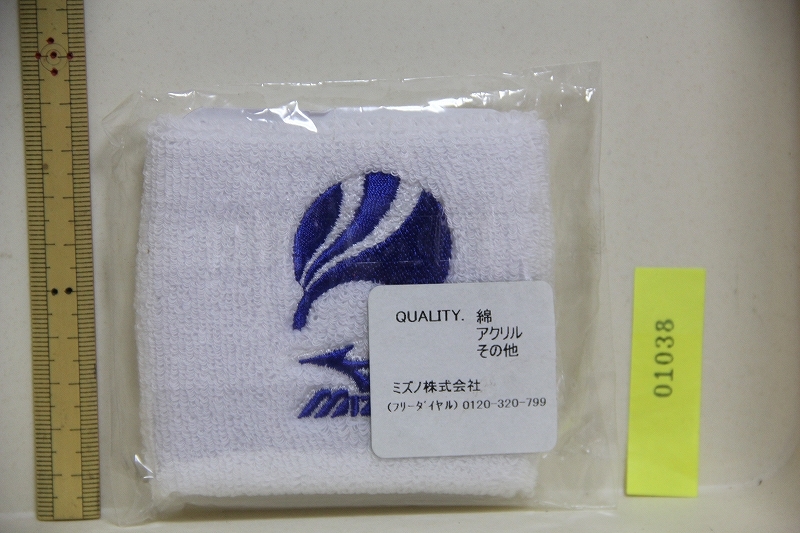 QUALITY. 綿
アクリル
その他
ミズノ株式会社
(フリーダイヤル) 0120-320-799
01038